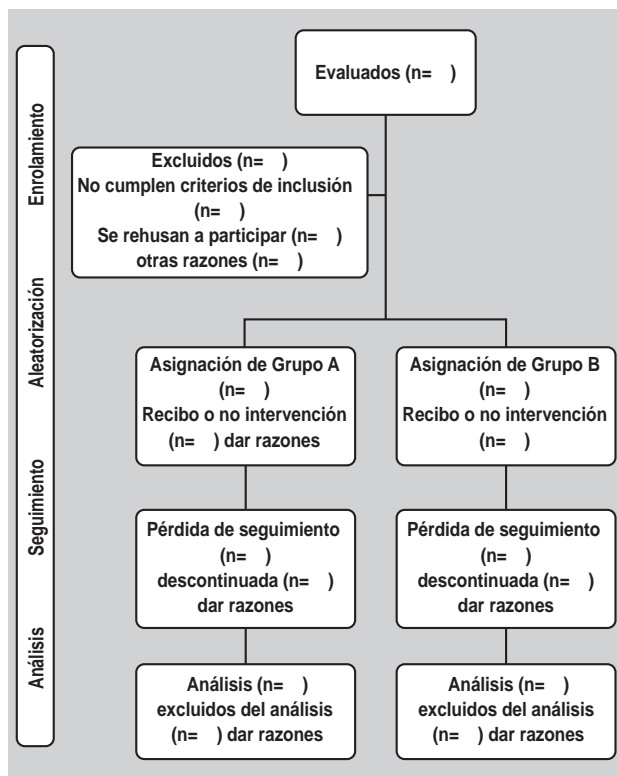 Enrolamiento
Evaluados (n=   )
Excluidos (n=   )
No cumplen criterios de inclusión
(n=   )
Se rehusan a participar (n=   )
otras razones (n=   )
Aleatorización
Asignación de Grupo A
(n=   )
Recibo o no intervención
(n=   ) dar razones
Asignación de Grupo B
(n=   )
Recibo o no intervención
(n=   )
Seguimiento
Pérdida de seguimiento
(n=   )
descontinuada (n=   )
dar razones
Pérdida de seguimiento
(n=   )
descontinuada (n=   )
dar razones
Análisis
Análisis (n=   )
excluidos del análisis
(n=   ) dar razones
Análisis (n=   )
excluidos del análisis
(n=   ) dar razones